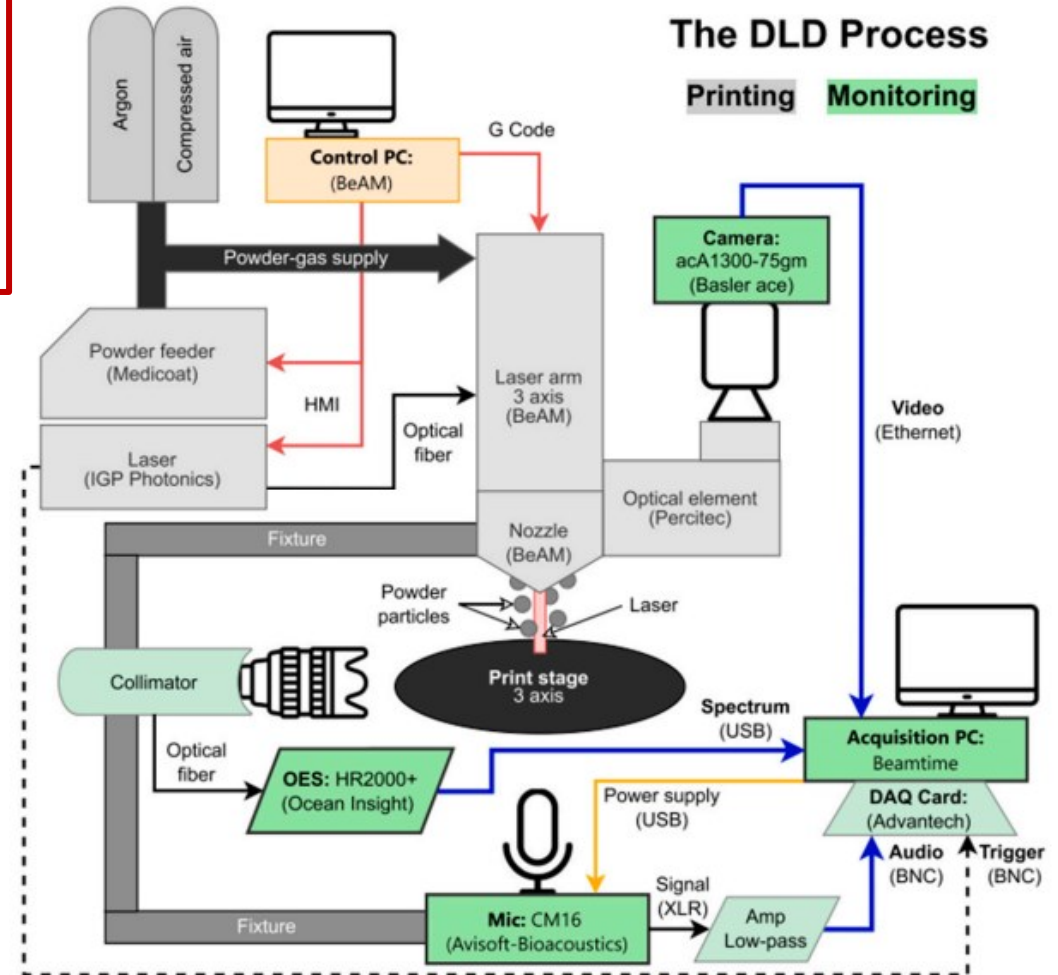 The DLD Process
Printing Monitoring
Argon
Compressed air
Control PC:
(BeAM)
G Code
Powder-gas supply
Camera:
acA1300-75gm
(Basler ace)
Powder feeder
(Medicoat)
HMI
Laser arm
3 axis
(BeAM)
Video
(Ethernet)
Laser
(IGP Photonics)
Optical
fiber
Optical element
(Percitec)
Nozzle
(BeAM)
Fixture
Powder
particles
Laser
Collimator
Print stage
3 axis
Spectrum
(USB)
Acquisition PC:
Beamtime
Optical
fiber
OES: HR2000+
(Ocean Insight)
Power supply
(USB)
DAQ Card:
(Advantech)
Audio
(BNC)
Trigger
(BNC)
Signal
(XLR)
Fixture
Mic: CM16
(Avisoft-Bioacoustics)
Amp
Low-pass